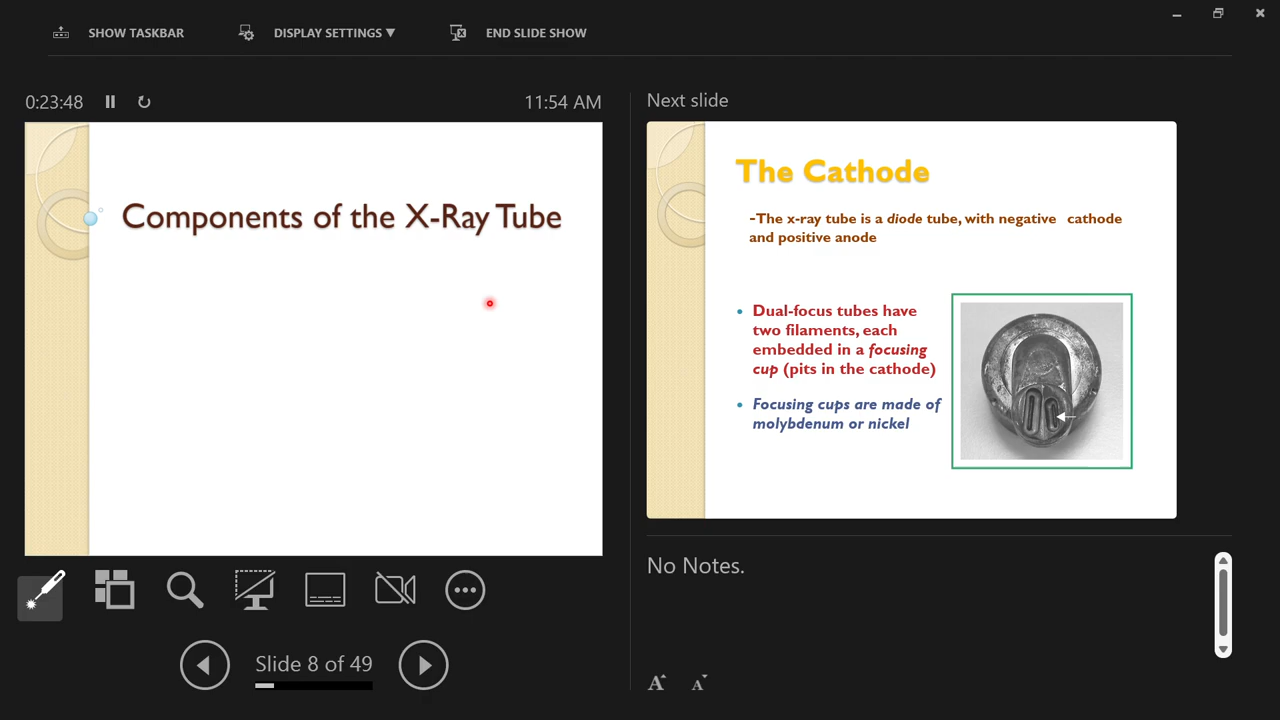 SHOW TASKBAR
DISPLAY SETTINGS ▼
END SLIDE SHOW
0:23:48
11:54 AM
Components of the X-Ray Tube
Slide 8 of 49
Next slide
The Cathode
-The x-ray tube is a diode tube, with negative cathode
and positive anode
• Dual-focus tubes have
two filaments, each
embedded in a focusing
cup (pits in the cathode)
• Focusing cups are made of
molybdenum or nickel
No Notes.
A A